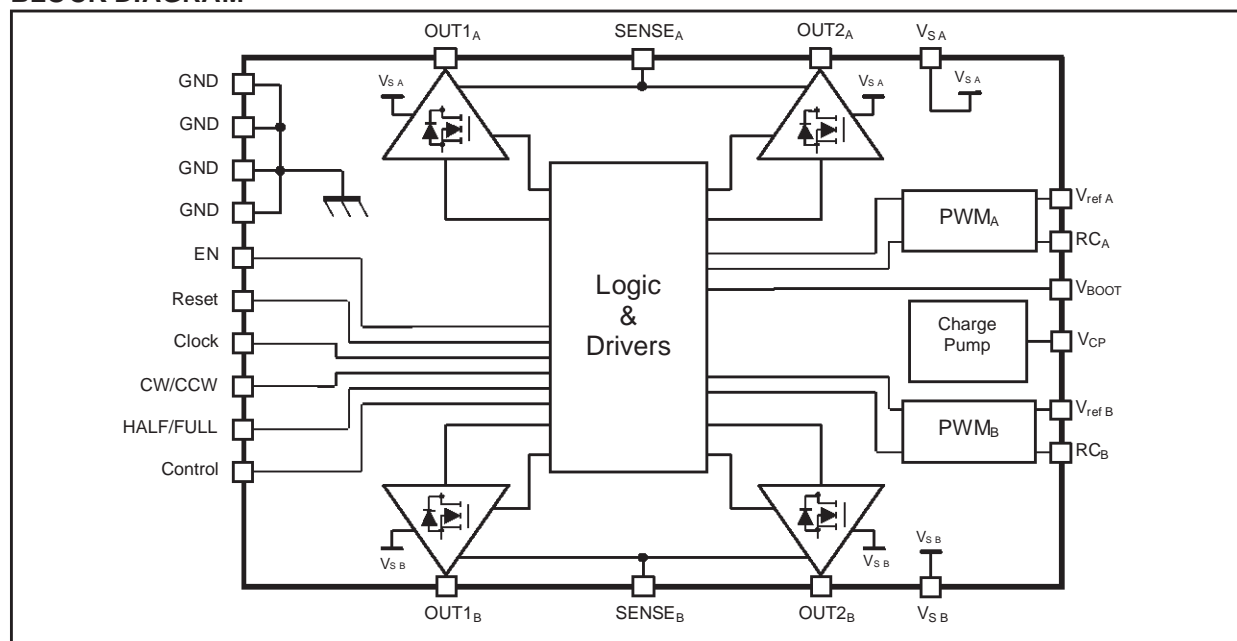 BLOCK DIAGRAM
OUT1A
SENSEA
OUT2A
VS A
GND
GND
GND
GND
EN
Reset
Clock
CW/CCW
HALF/FULL
Control
VS A
VS A
VS A
Logic
&
Drivers
PWMA
Vref A
RCA
VBOOT
Charge
Pump
VCP
PWMB
Vref B
RCB
VS B
VS B
VS B
OUT1B
SENSEB
OUT2B
VS B